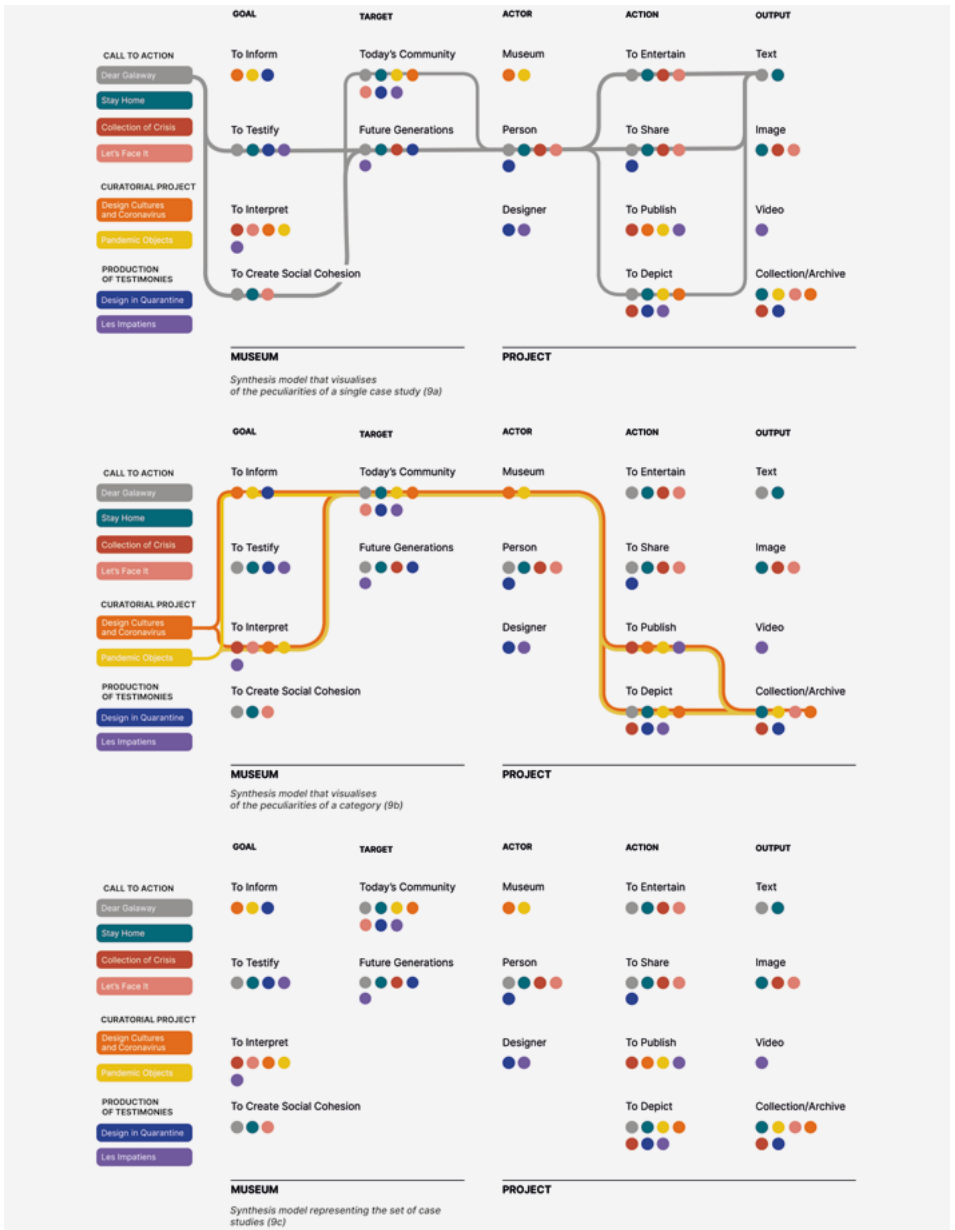 GOAL TARGET ACTOR ACTION OUTPUT
CALL TO ACTION To Inform Today's Community Museum To Entertain Text
Dear Galaway
Stay Home
Collection of Crisis To Testify Future Generations Person To Share Image
Let's Face It
CURATORIAL PROJECT
Design Cultures
and Coronavirus To Interpret Designer To Publish Video
Pandemic Objects
PRODUCTION
OF TESTIMONIES To Create Social Cohesion To Depict Collection/Archive
Design in Quarantine
Les Impatiens
MUSEUM PROJECT
Synthesis model that visualises
of the peculiarities of a single case study (9a)
GOAL TARGET ACTOR ACTION OUTPUT
CALL TO ACTION To Inform Today's Community Museum To Entertain Text
Dear Galaway
Stay Home
Collection of Crisis To Testify Future Generations Person To Share Image
Let's Face It
CURATORIAL PROJECT
Design Cultures
and Coronavirus To Interpret Designer To Publish Video
Pandemic Objects
PRODUCTION
OF TESTIMONIES To Create Social Cohesion To Depict Collection/Archive
Design in Quarantine
Les Impatiens
MUSEUM PROJECT
Synthesis model that visualises
of the peculiarities of a category (9b)
GOAL TARGET ACTOR ACTION OUTPUT
CALL TO ACTION To Inform Today's Community Museum To Entertain Text
Dear Galaway
Stay Home
Collection of Crisis To Testify Future Generations Person To Share Image
Let's Face It
CURATORIAL PROJECT
Design Cultures
and Coronavirus To Interpret Designer To Publish Video
Pandemic Objects
PRODUCTION
OF TESTIMONIES To Create Social Cohesion To Depict Collection/Archive
Design in Quarantine
Les Impatiens
MUSEUM PROJECT
Synthesis model representing the set of case
studies (9c)